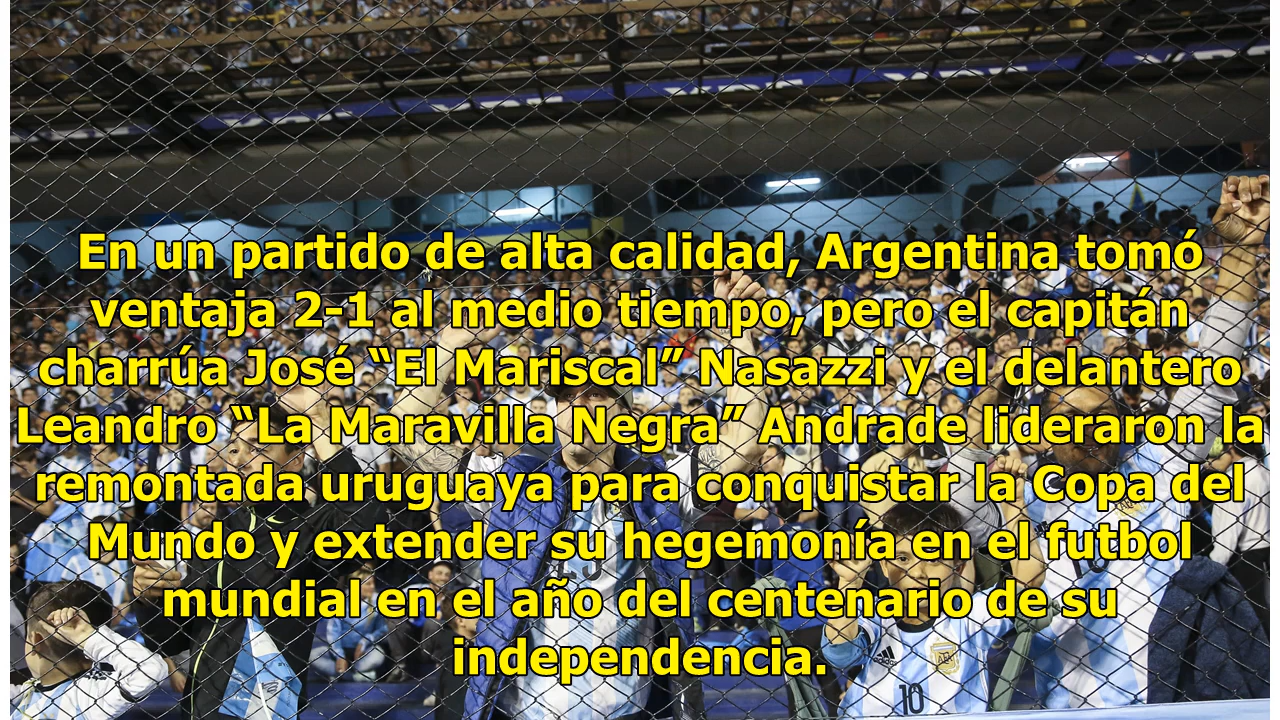 En un partido de alta calidad, Argentina tomó
ventaja 2-1 al medio tiempo, pero el capitán
charrúa José “El Mariscal” Nasazzi y el delantero
Leandro “La Maravilla Negra” Andrade lideraron la
remontada uruguaya para conquistar la Copa del
Mundo y extender su hegemonía en el futbol
mundial en el año del centenario de su
independencia.
10